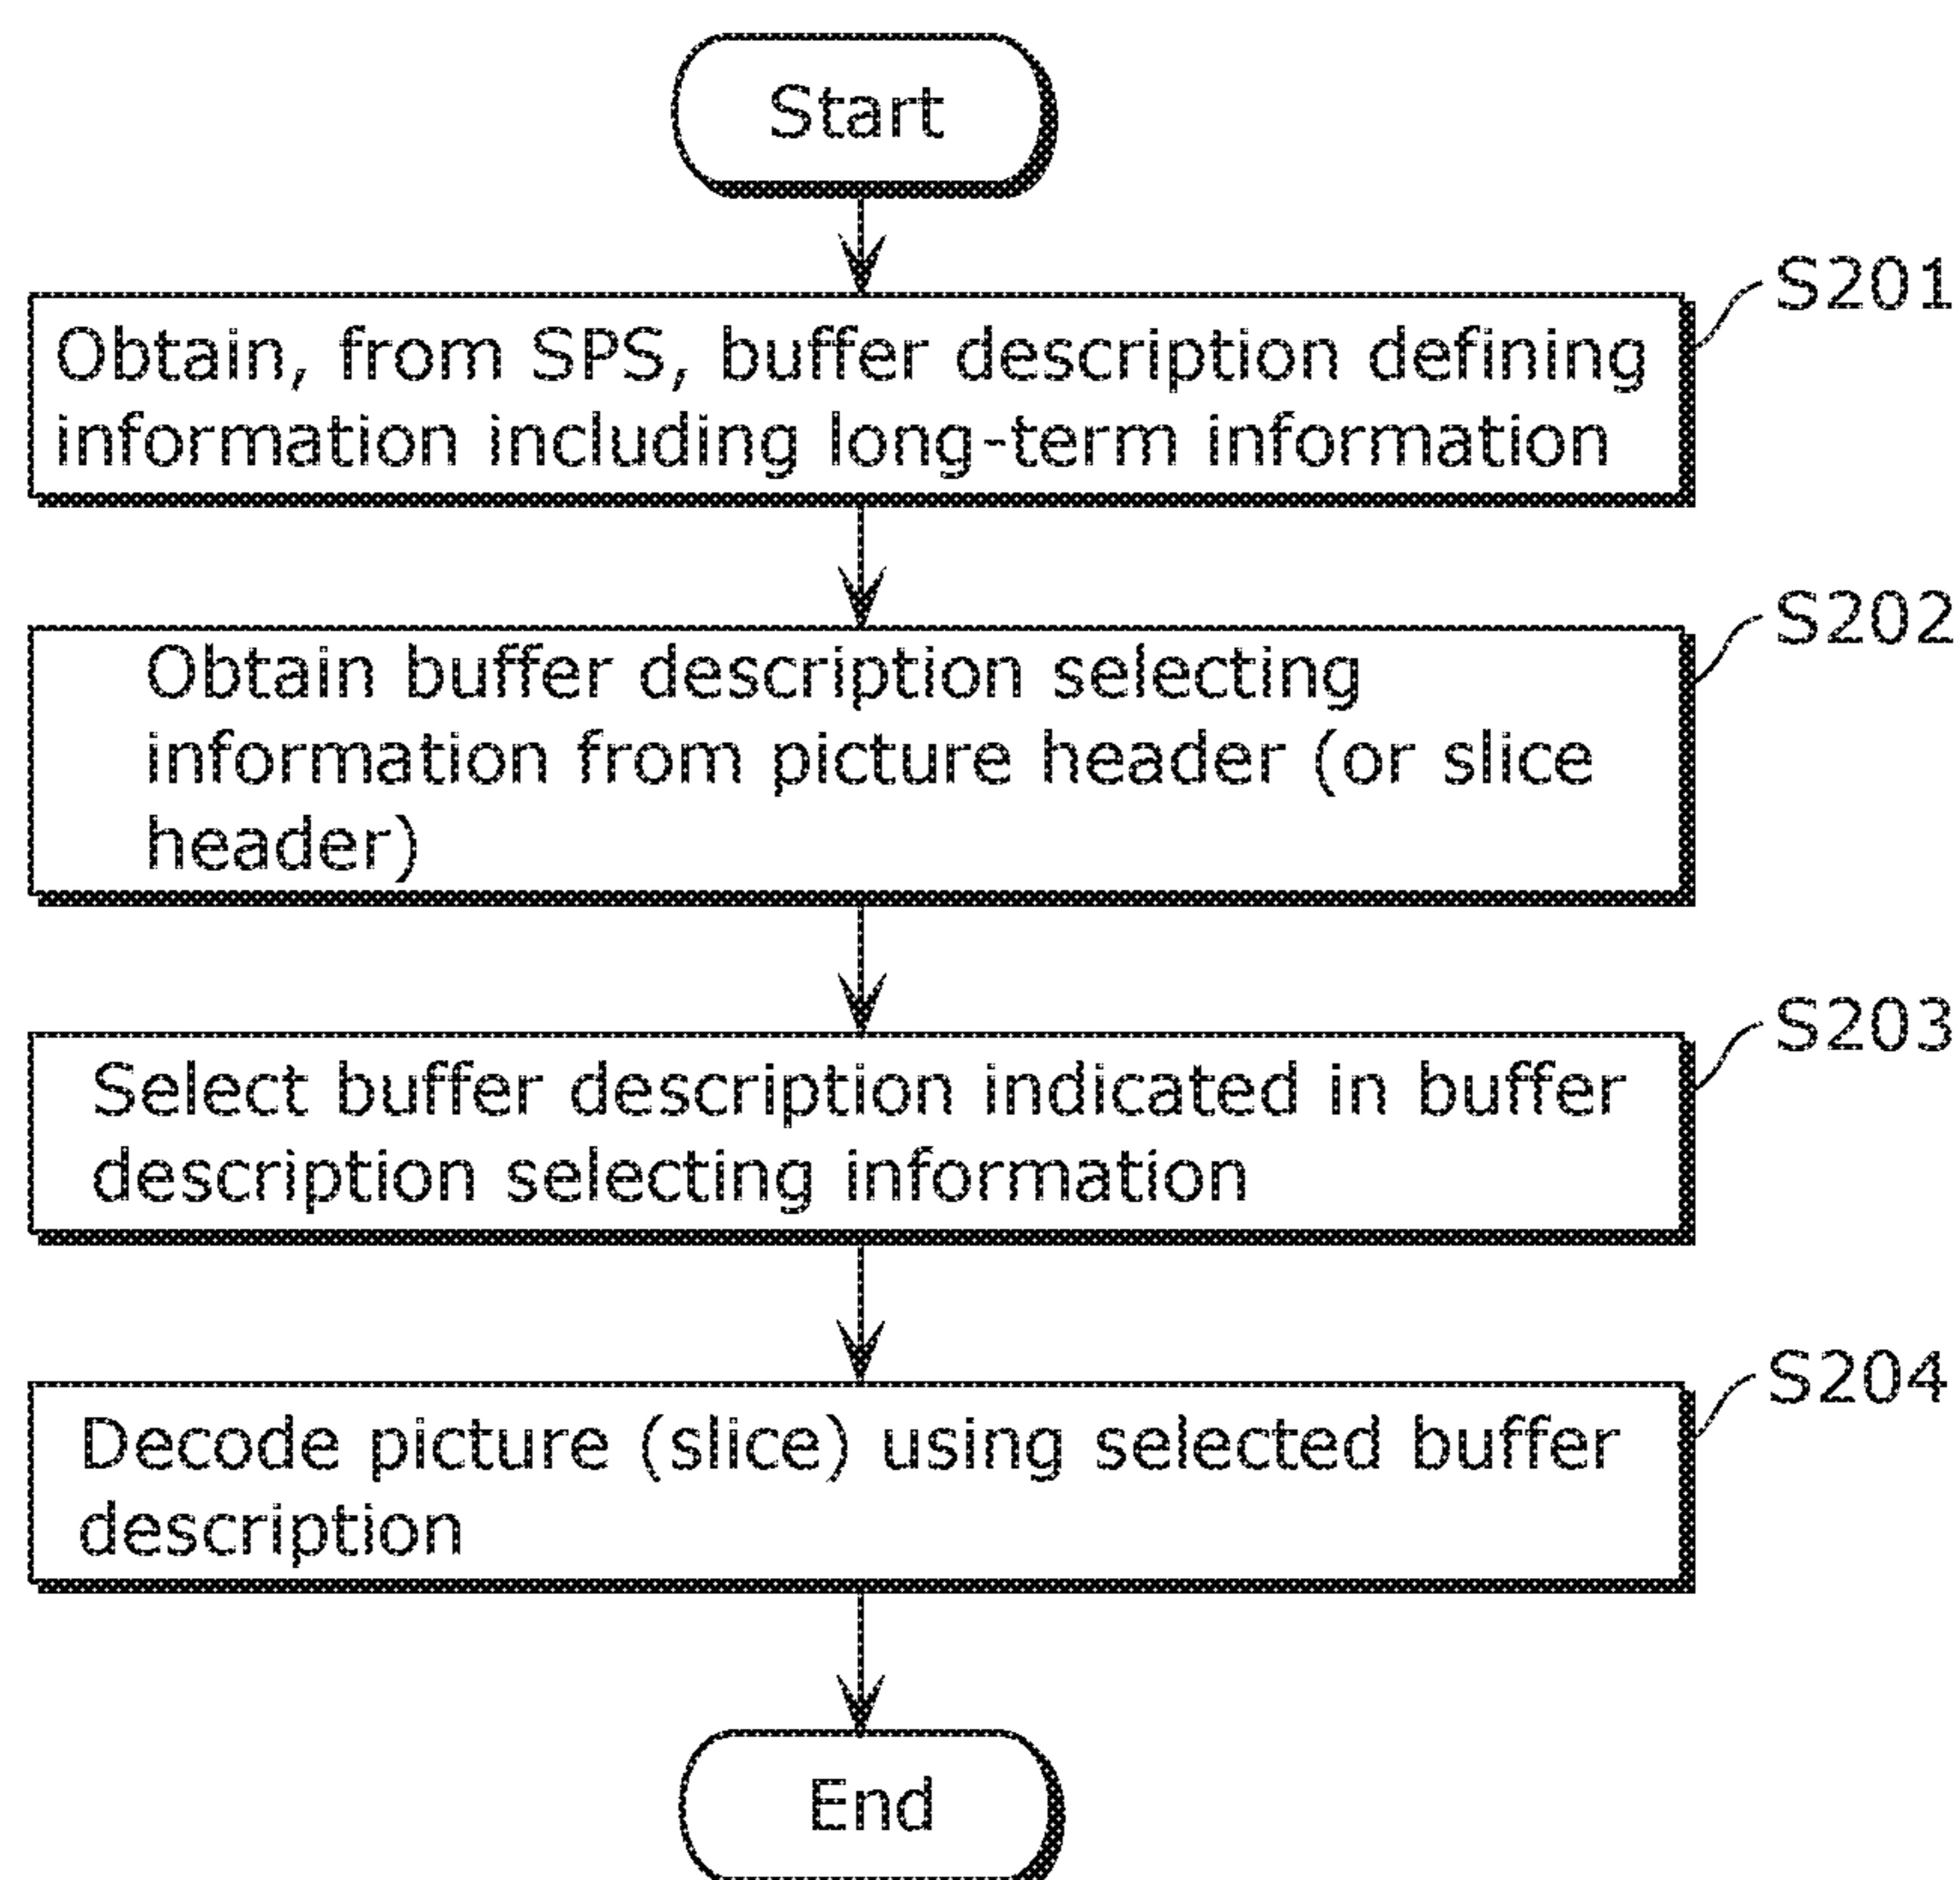 Start
S201
Obtain, from SPS, buffer description defining
information including long-term information
S202
Obtain buffer description selecting
information from picture header (or slice
header)
S203
Select buffer description indicated in buffer
description selecting information
S204
Decode picture (slice) using selected buffer
description
End